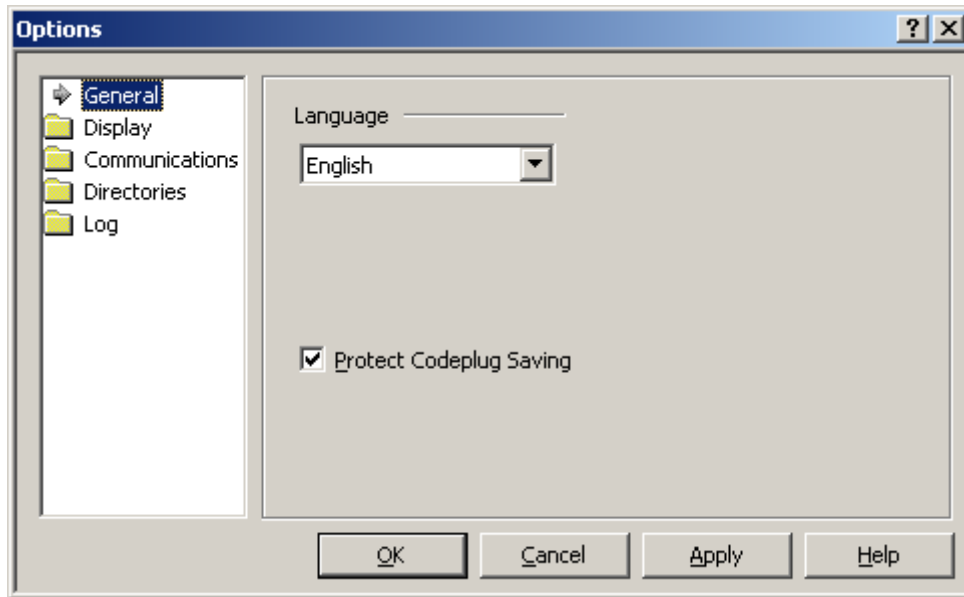 Options
General
Display
Communications
Directories
Log
Language
English
Protect Codeplug Saving
OK
Cancel
Apply
Help